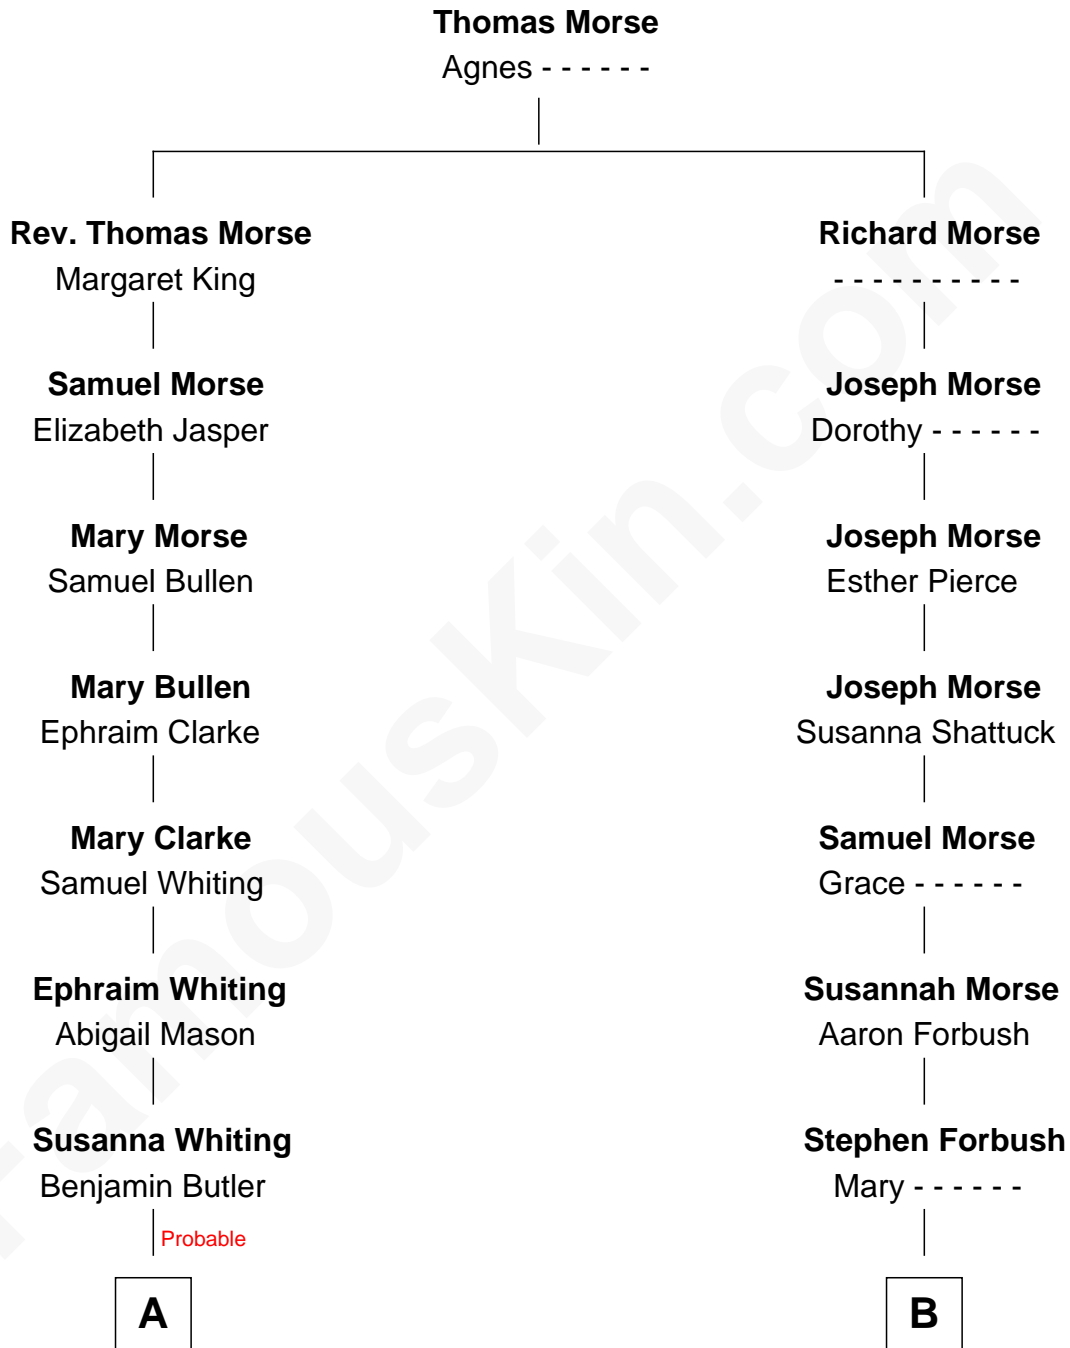 Thomas Morse
Agnes - - - - - -
Rev. Thomas Morse
Margaret King
Samuel Morse
Elizabeth Jasper
Mary Morse
Samuel Bullen
Mary Bullen
Ephraim Clarke
Mary Clarke
Samuel Whiting
Ephraim Whiting
Abigail Mason
Susanna Whiting
Benjamin Butler
Probable
A
Richard Morse
- - - - - - - - - -
Joseph Morse
Dorothy - - - - - -
Joseph Morse
Esther Pierce
Joseph Morse
Susanna Shattuck
Samuel Morse
Grace - - - - - -
Susannah Morse
Aaron Forbush
Stephen Forbush
Mary - - - - - -
B
FamousKin.com